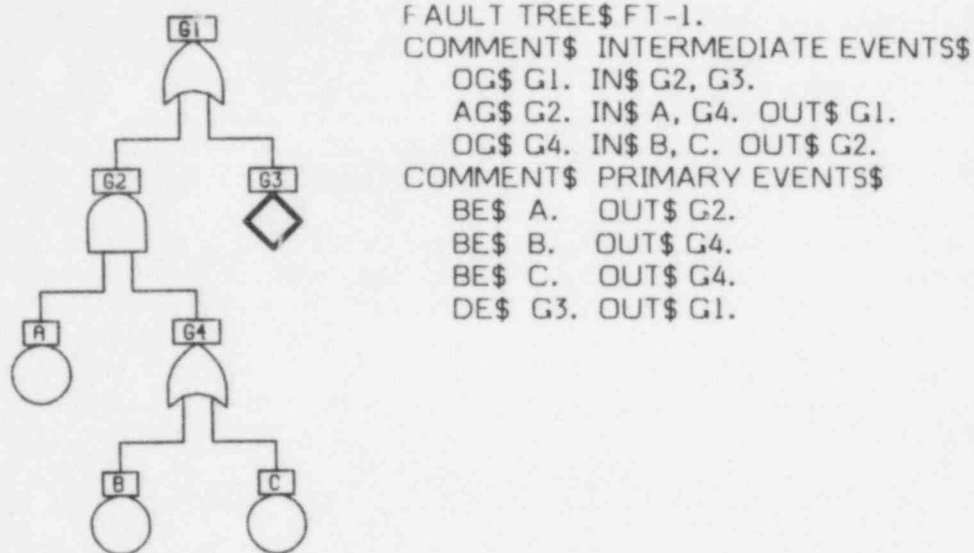 G1
FAULT TREE$ FT-1.
COMMENT$ INTERMEDIATE EVENTS$
OG$ G1. IN$ G2, G3.
AG$ G2. IN$ A, G4. OUT$ G1.
OG$ G4. IN$ B, C. OUT$ G2.
COMMENT$ PRIMARY EVENTS$
BE$ A. OUT$ G2.
BE$ B. OUT$ G4.
BE$ C. OUT$ G4.
DE$ G3. OUT$ G1.
G2 G3
A G4
B C